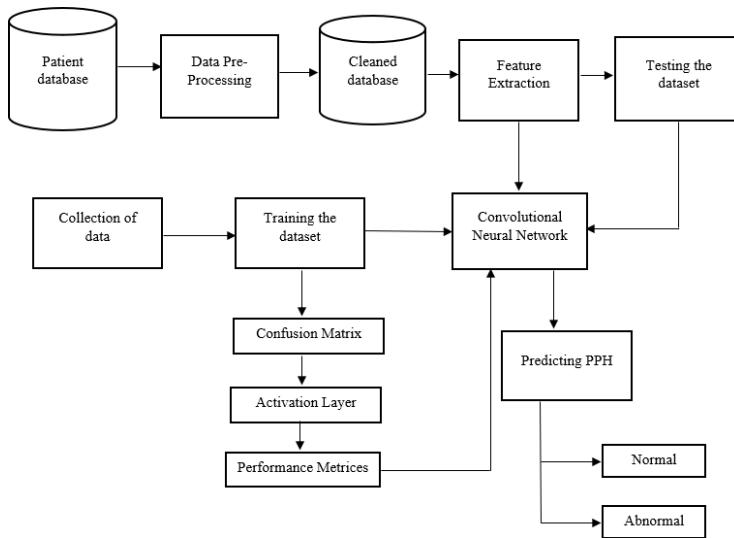 Patient
database
Data Pre-
Processing
Cleaned
database
Feature
Extraction
Testing the
dataset
Collection of
data
Training the
dataset
Convolutional
Neural Network
Confusion Matrix
Activation Layer
Performance Metrices
Predicting PPH
Normal
Abnormal